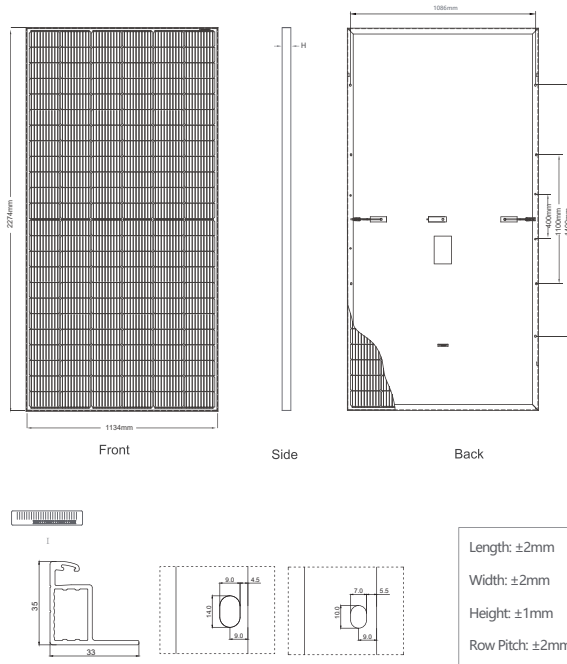 1086mm
H
2274mm
400mm
1100mm
1134mm
Front
Side
Back
35
33
9.0
4.5
14.0
9.0
7.0
5.5
10.0
9.0
Length: ±2mm
Width: ±2mm
Height: ±1mm
Row Pitch: ±2mm